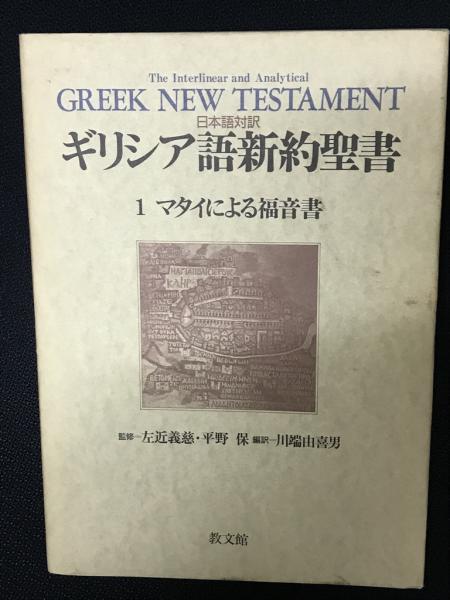 The Interlinear and Analytical
GREEK NEW TESTAMENT
日本語対訳
ギリシア語新約聖書
1 マタイによる福音書
監修─左近義慈・平野 保 編訳─川端由喜男
教文館